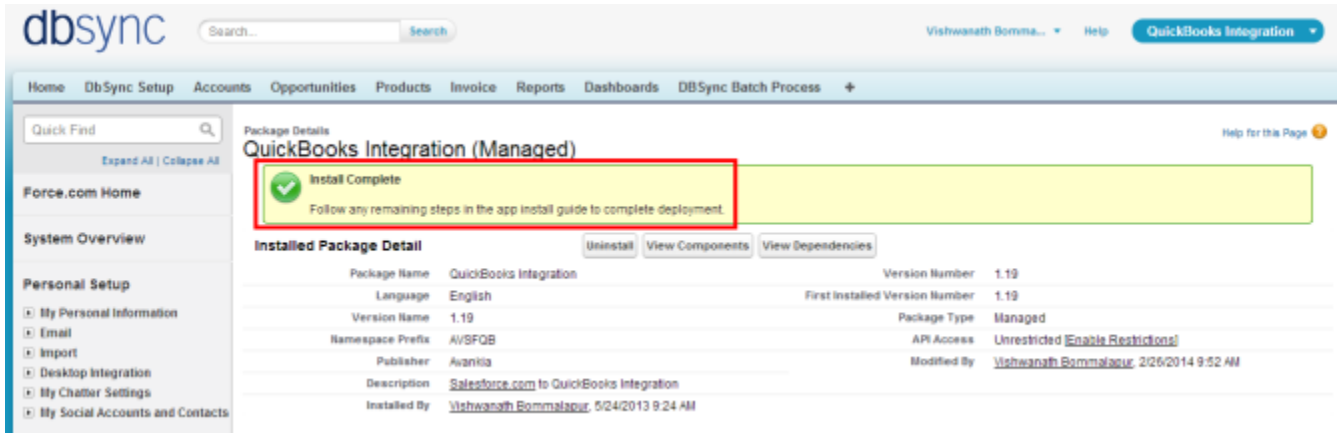 dbsync
Search...
Search
Vishwanath Bomma...
Help
QuickBooks Integration
Home DbSync Setup Accounts Opportunities Products Invoice Reports Dashboards DBSync Batch Process +
Quick Find
Expand All | Collapse All
Force.com Home
System Overview
Personal Setup
My Personal Information
Email
Import
Desktop Integration
My Chatter Settings
My Social Accounts and Contacts
Package Details
QuickBooks Integration (Managed)
Help for this Page ?
Install Complete
Follow any remaining steps in the app install guide to complete deployment.
Installed Package Detail
Uninstall View Components View Dependencies
Package Name QuickBooks Integration Version Number 1.19
Language English First Installed Version Number 1.19
Version Name 1.19 Package Type Managed
Namespace Prefix AVSFQB API Access Unrestricted [Enable Restrictions]
Publisher Avankia Modified By Vishwanath Bommalapur, 2/26/2014 9:52 AM
Description Salesforce.com to QuickBooks Integration
Installed By Vishwanath Bommalapur, 5/24/2013 9:24 AM